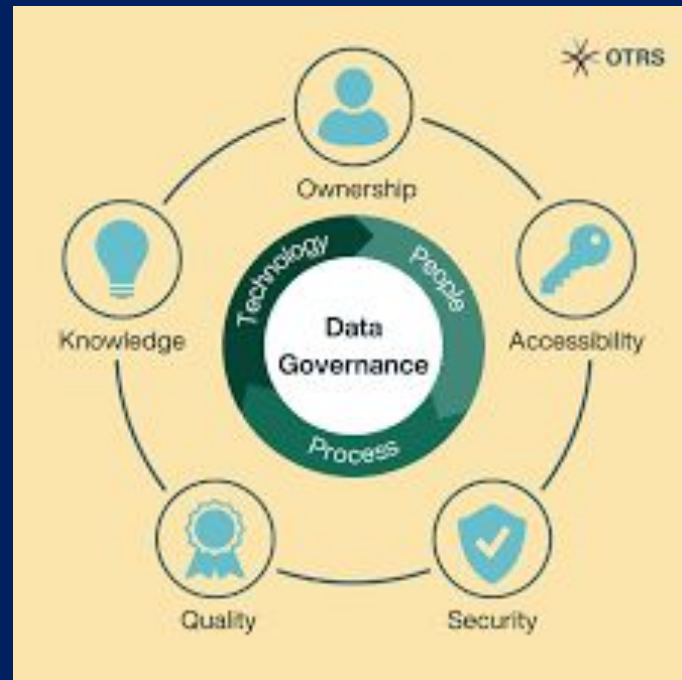 OTRS
Ownership
Technology
People
Knowledge
Data
Governance
Accessibility
Process
Quality
Security